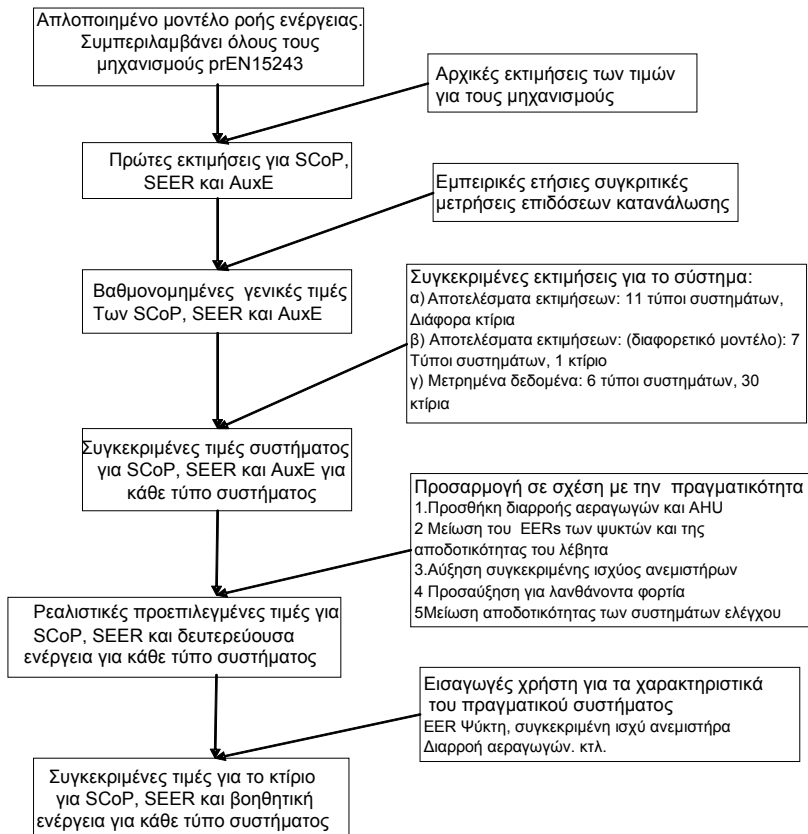 Απλοποιημένο μοντέλο ροής ενέργειας.
Συμπεριλαμβάνει όλους τους
μηχανισμούς prEN15243
Αρχικές εκτιμήσεις των τιμών
για τους μηχανισμούς
Πρώτες εκτιμήσεις για SCoP,
SEER και AuxE
Εμπειρικές ετήσιες συγκριτικές
μετρήσεις επιδόσεων κατανάλωσης
Βαθμονομημένες γενικές τιμές
Των SCoP, SEER και AuxE
Συγκεκριμένες εκτιμήσεις για το σύστημα:
α) Αποτελέσματα εκτιμήσεων: 11 τύποι συστημάτων,
Διάφορα κτίρια
β) Αποτελέσματα εκτιμήσεων: (διαφορετικό μοντέλο): 7
Τύποι συστημάτων, 1 κτίριο
γ) Μετρημένα δεδομένα: 6 τύποι συστημάτων, 30
κτίρια
Συγκεκριμένες τιμές συστήματος
για SCoP, SEER και AuxE για
κάθε τύπο συστήματος
Προσαρμογή σε σχέση με την πραγματικότητα
1.Προσθήκη διαρροής αεραγωγών και AHU
2 Μείωση του EERs των ψυκτών και της
αποδοτικότητας του λέβητα
3.Αύξηση συγκεκριμένης ισχύος ανεμιστήρων
4 Προσαύξηση για λανθάνοντα φορτία
5Μείωση αποδοτικότητας των συστημάτων ελέγχου
Ρεαλιστικές προεπιλεγμένες τιμές για
SCoP, SEER και δευτερεύουσα
ενέργεια για κάθε τύπο συστήματος
Εισαγωγές χρήστη για τα χαρακτηριστικά
του πραγματικού συστήματος
EER Ψύκτη, συγκεκριμένη ισχύ ανεμιστήρα
Διαρροή αεραγωγών. κτλ.
Συγκεκριμένες τιμές για το κτίριο
για SCoP, SEER και βοηθητική
ενέργεια για κάθε τύπο συστήματος